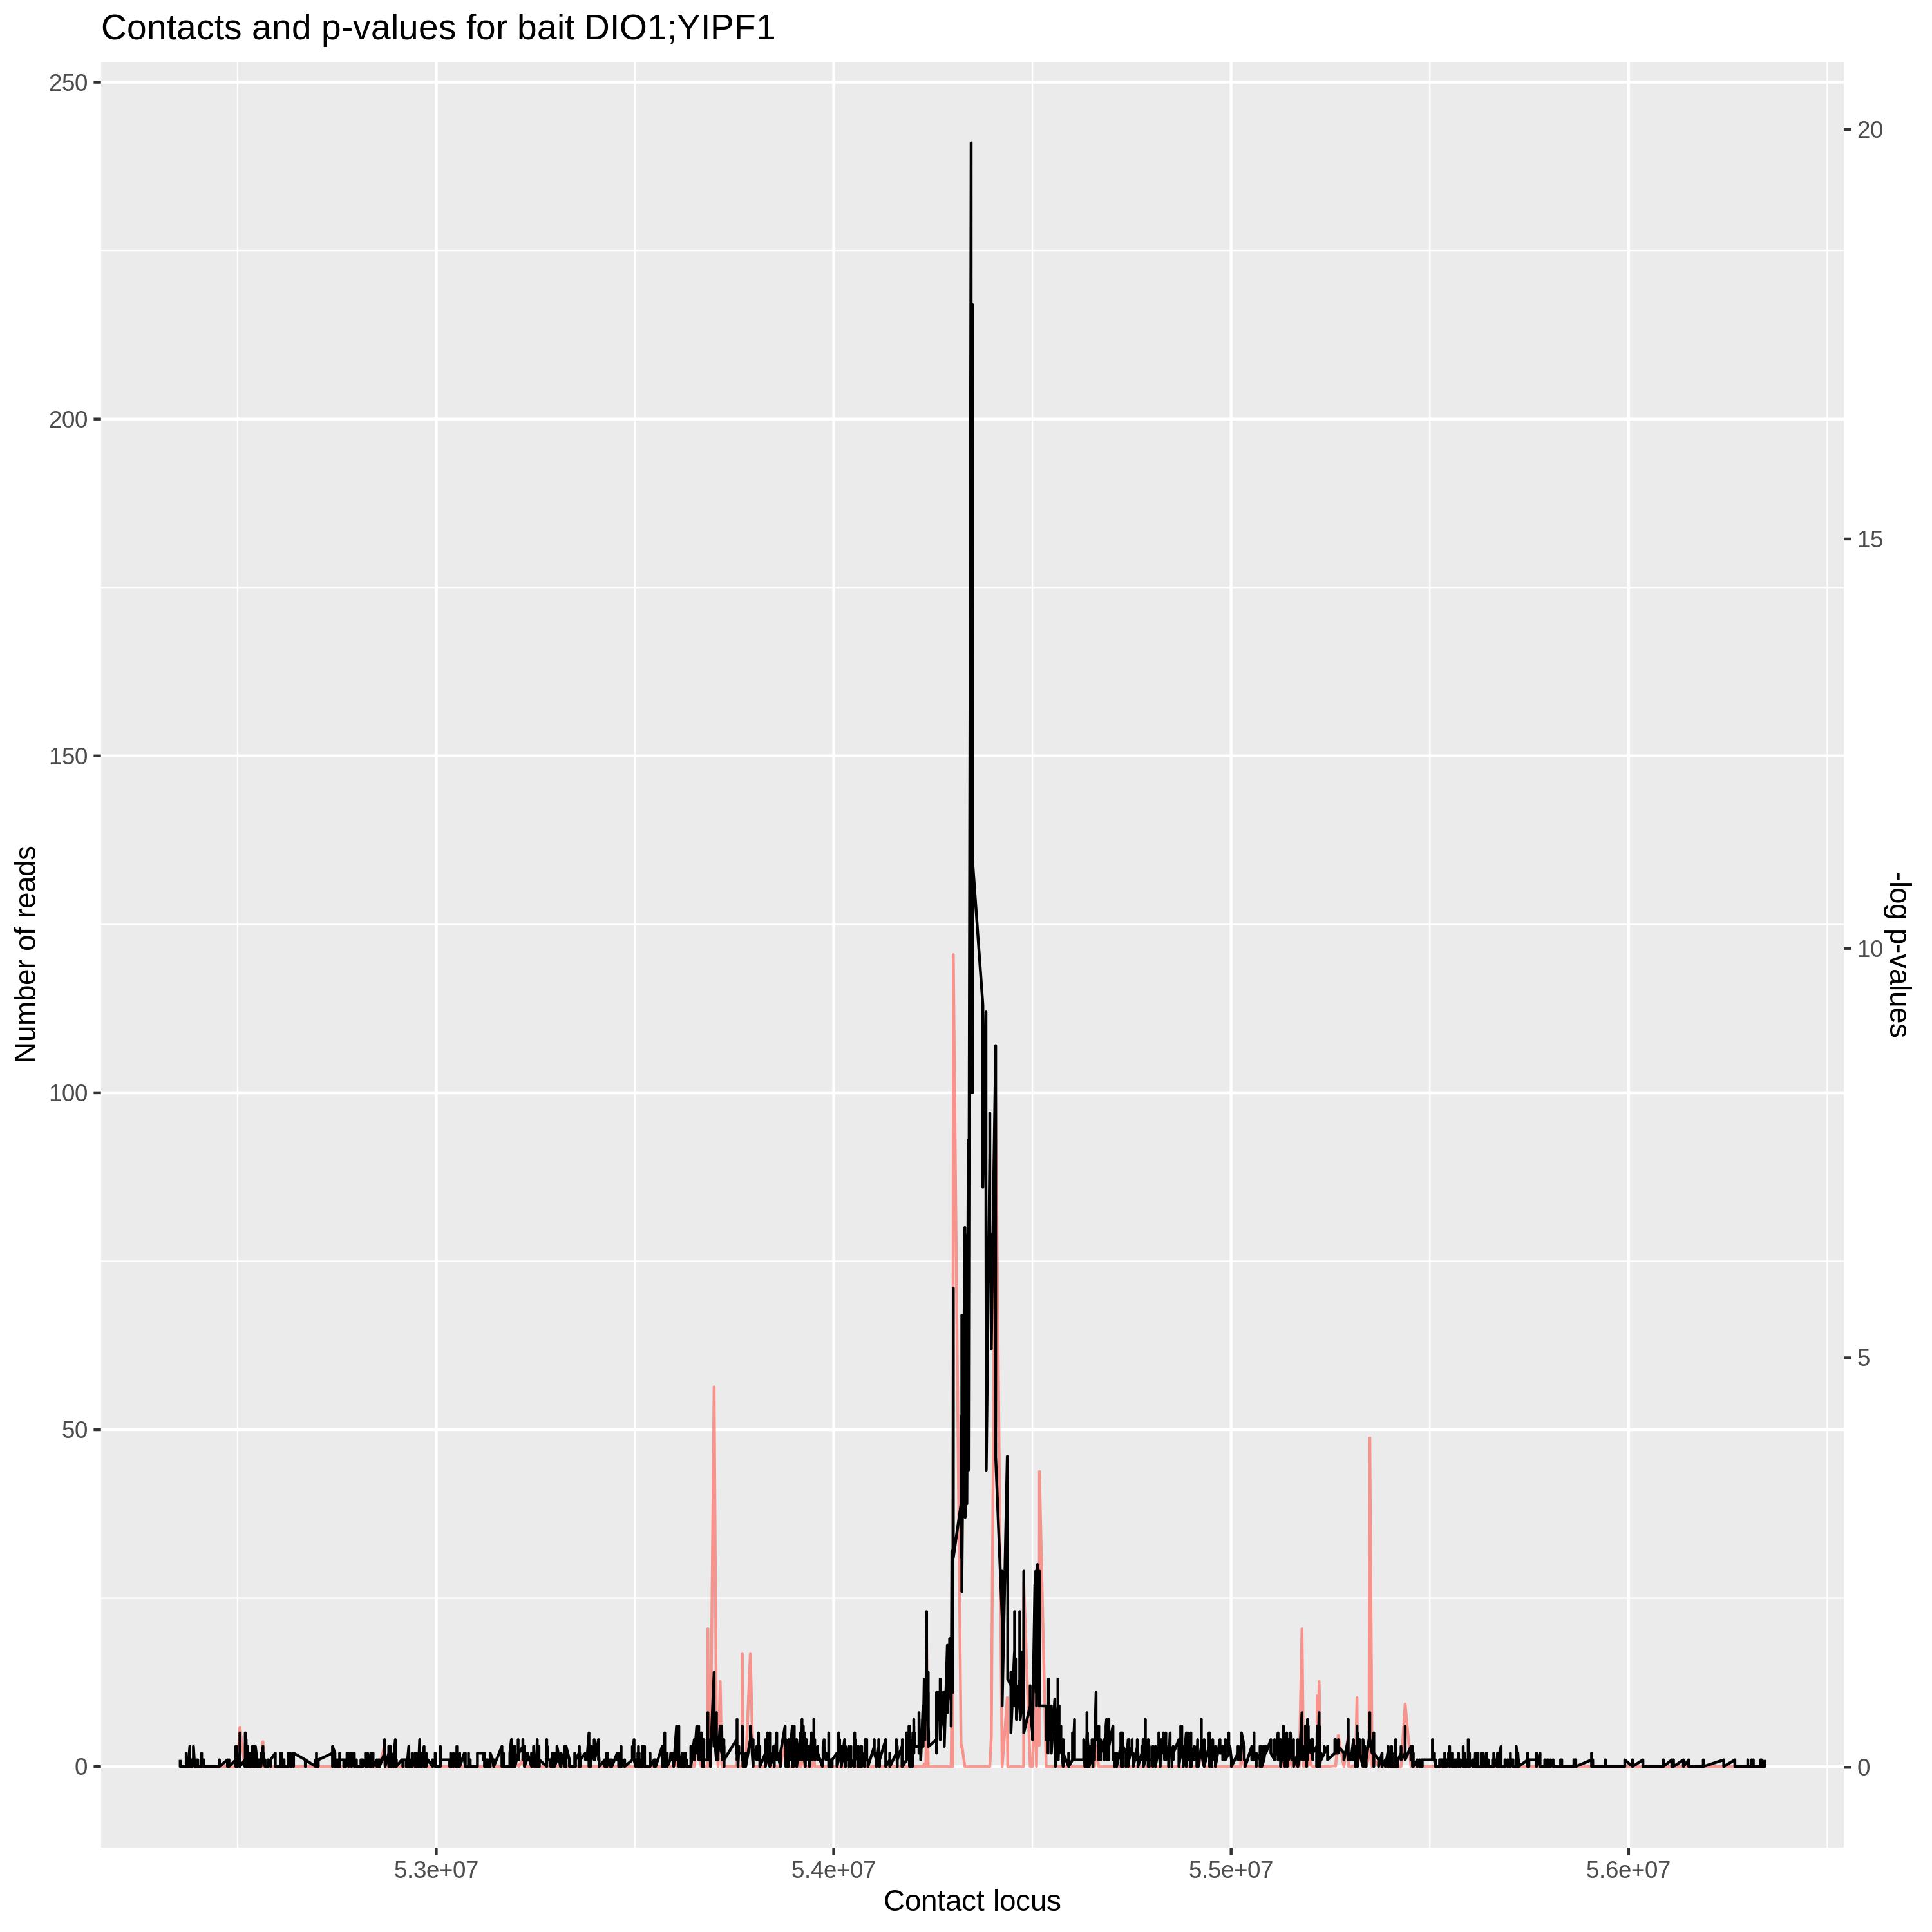 Contacts and p-values for bait DIO1;YIPF1
250
200
150
100
50
0
Number of reads
20
15
10
5
0
-log p-values
5.3e+07 5.4e+07 5.5e+07 5.6e+07
Contact locus